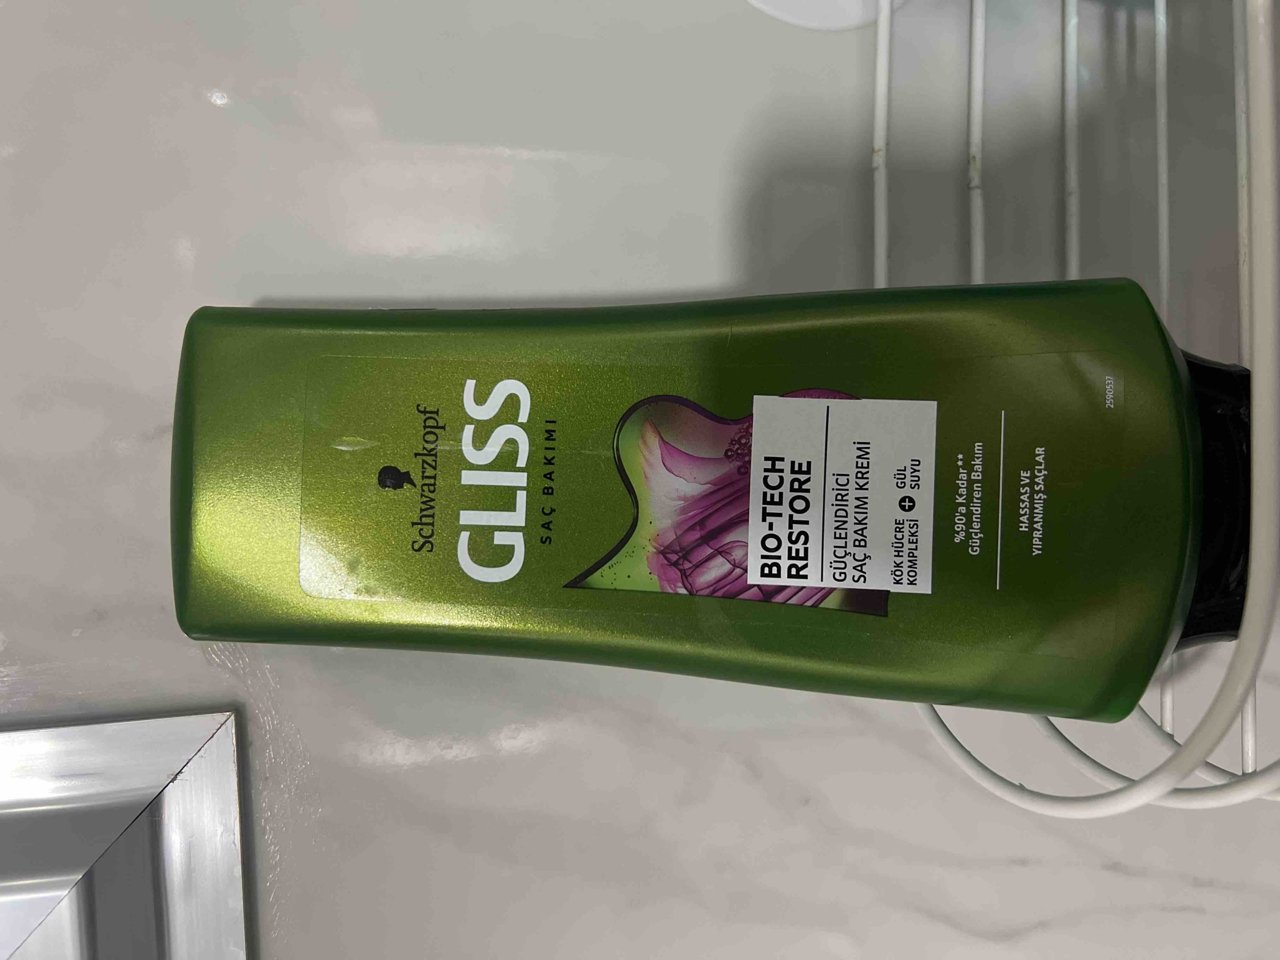 Schwarzkopf
GLISS
SAÇ BAKIMI
BIO-TECH
RESTORE
GÜÇLENDİRİCİ
SAÇ BAKIM KREMİ
KÖK HÜCRE
KOMPLEKSİ + GÜL
SUYU
%90'a Kadar**
Güçlendiren Bakım
HASSAS VE
YIPRANMIŞ SAÇLAR
2590537